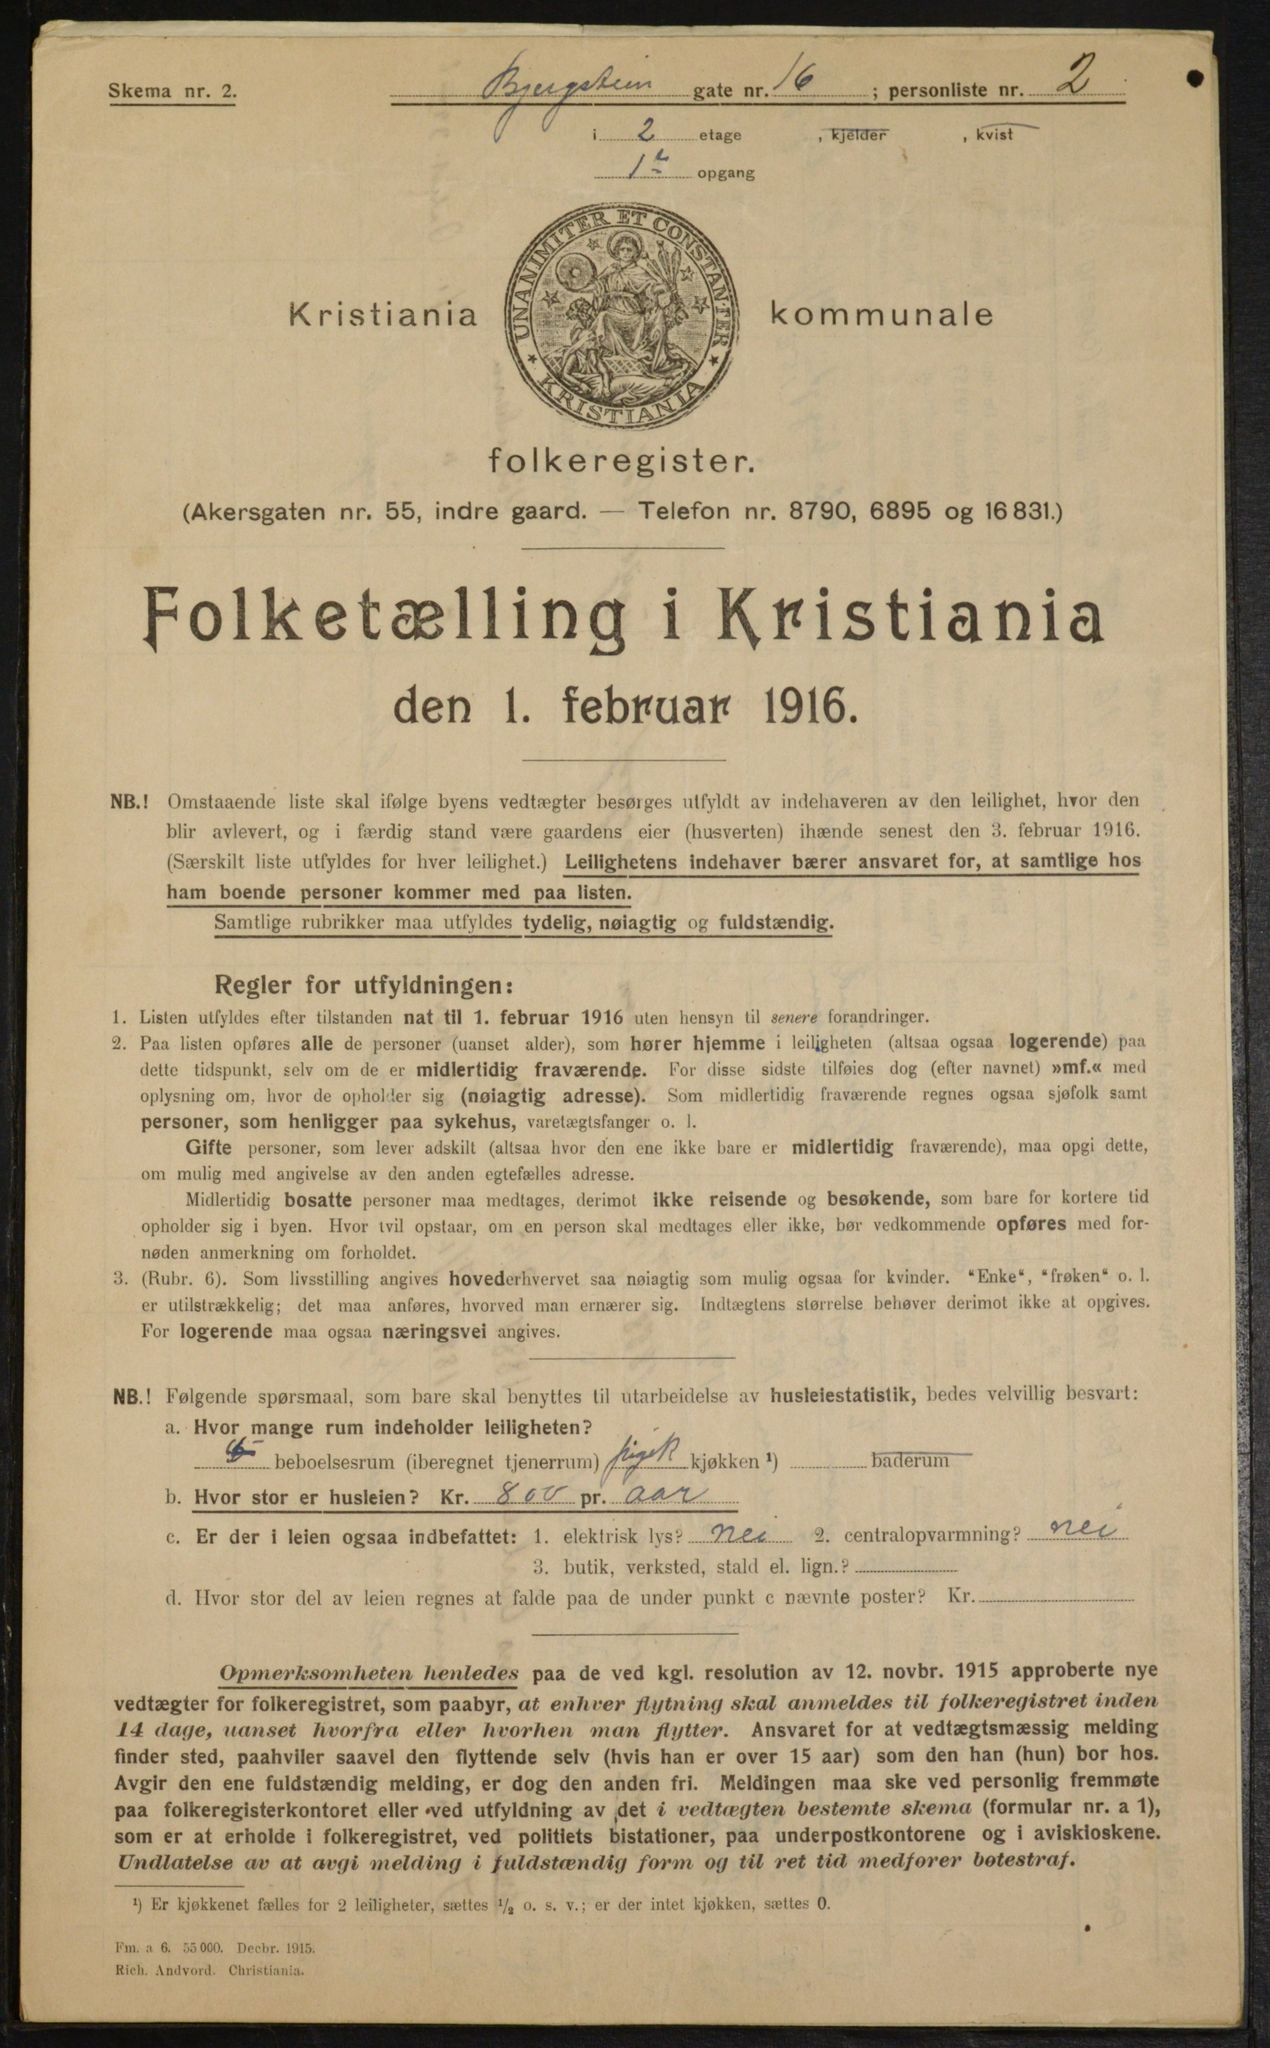 Skema nr. 2. Bjergstien gate nr. 16; personliste nr. 2
i 2 etage, kjelder, kvist
1ᵉ opgang
UNANIMITER ET CONSTANTER
KRISTIANIA
Kristiania kommunale
folkeregister.
(Akersgaten nr. 55, indre gaard. — Telefon nr. 8790, 6895 og 16 831.)
Folketælling i Kristiania
den 1. februar 1916.
NB.! Omstaaende liste skal ifølge byens vedtægter besørges utfyldt av indehaveren av den leilighet, hvor den
blir avlevert, og i færdig stand være gaardens eier (husverten) ihænde senest den 3. februar 1916.
(Særskilt liste utfyldes for hver leilighet.) Leilighetens indehaver bærer ansvaret for, at samtlige hos
ham boende personer kommer med paa listen.
Samtlige rubrikker maa utfyldes tydelig, nøiagtig og fuldstændig.
Regler for utfyldningen:
1. Listen utfyldes efter tilstanden nat til 1. februar 1916 uten hensyn til senere forandringer.
2. Paa listen opføres alle de personer (uanset alder), som hører hjemme i leiligheten (altsaa ogsaa logerende) paa
dette tidspunkt, selv om de er midlertidig fraværende. For disse sidste tilføies dog (efter navnet) »mf.« med
oplysning om, hvor de opholder sig (nøiagtig adresse). Som midlertidig fraværende regnes ogsaa sjøfolk samt
personer, som henligger paa sykehus, varetægtsfanger o. l.
Gifte personer, som lever adskilt (altsaa hvor den ene ikke bare er midlertidig fraværende), maa opgi dette,
om mulig med angivelse av den anden egtefælles adresse.
Midlertidig bosatte personer maa medtages, derimot ikke reisende og besøkende, som bare for kortere tid
opholder sig i byen. Hvor tvil opstaar, om en person skal medtages eller ikke, bør vedkommende opføres med for-
nøden anmerkning om forholdet.
3. (Rubr. 6). Som livsstilling angives hovederhvervet saa nøiagtig som mulig ogsaa for kvinder. "Enke", "frøken" o. l.
er utilstrækkelig; det maa anføres, hvorved man ernærer sig. Indtægtens størrelse behøver derimot ikke at opgives.
For logerende maa ogsaa næringsvei angives.
NB.! Følgende spørsmaal, som bare skal benyttes til utarbeidelse av husleiestatistik, bedes velvillig besvart:
a. Hvor mange rum indeholder leiligheten?
beboelsesrum (iberegnet tjenerrum) kjøkken ¹) baderum
b. Hvor stor er husleien? Kr. 800 pr. aar
c. Er der i leien ogsaa indbefattet: 1. elektrisk lys? nei 2. centralopvarmning? nei
3. butik, verksted, stald el. lign.?
d. Hvor stor del av leien regnes at falde paa de under punkt c nævnte poster? Kr.
Opmerksomheten henledes paa de ved kgl. resolution av 12. novbr. 1915 approberte nye
vedtægter for folkeregistret, som paabyr, at enhver flytning skal anmeldes til folkeregistret inden
14 dage, uanset hvorfra eller hvorhen man flytter. Ansvaret for at vedtægtsmæssig melding
finder sted, paahviler saavel den flyttende selv (hvis han er over 15 aar) som den han (hun) bor hos.
Avgir den ene fuldstændig melding, er dog den anden fri. Meldingen maa ske ved personlig fremmøte
paa folkeregisterkontoret eller ved utfyldning av det i vedtægten bestemte skema (formular nr. a 1),
som er at erholde i folkeregistret, ved politiets bistationer, paa underpostkontorene og i aviskioskene.
Undlatelse av at avgi melding i fuldstændig form og til ret tid medfører bøtestraf.
¹) Er kjøkkenet fælles for 2 leiligheter, sættes ½ o. s. v.; er der intet kjøkken, sættes 0.
Fm. a 6. 55 000. Decbr. 1915.
Rich. Andvord. Christiania.